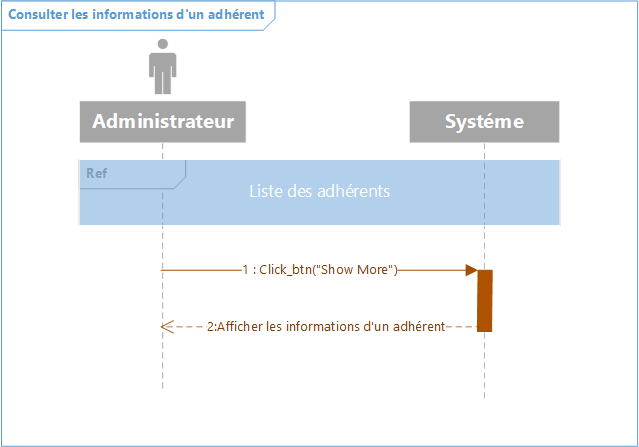 Consulter les informations d'un adhérent
Administrateur
Systéme
Ref
Liste des adhérents
1 : Click_btn("Show More")
2:Afficher les informations d'un adhérent